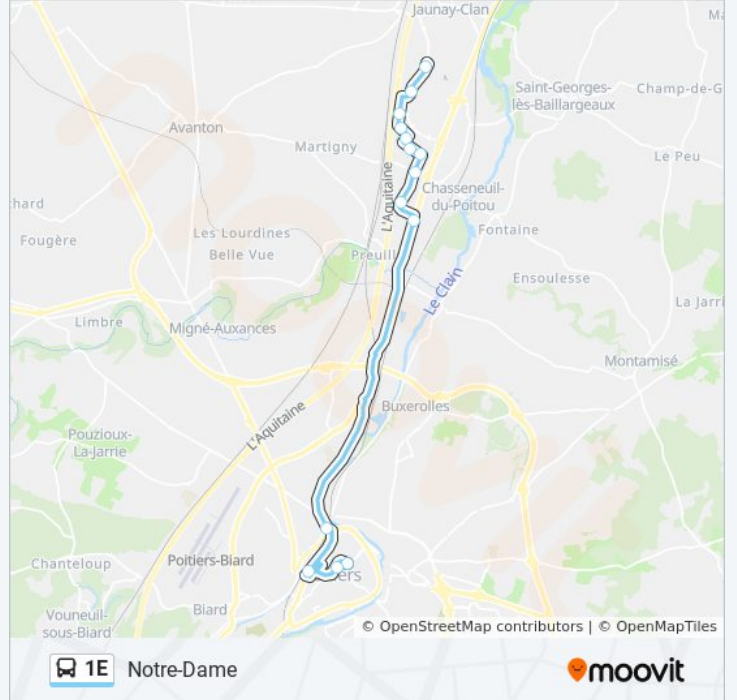 Jaunay-Clan
Ma
Saint-Georges-
lès-Baillargeaux
Champ-de-G
Avanton
Martigny
Le Peu
L'Aquitaine
Chasseneuil-
du-Poitou
hard
Les Lourdines
Fontaine
Fougère
Belle Vue
Preuill
Ensoulesse
Le Clain
La Jarri
Limbre
Migné-Auxances
Montamisé
L'Aquitaine
Buxerolles
Pouzioux-
La-Jarrie
Chanteloup
Poitiers-Biard
iers
Biard
Vouneuil-
sous-Biard
© OpenStreetMap contributors | © OpenMapTiles
1E Notre-Dame
moovit